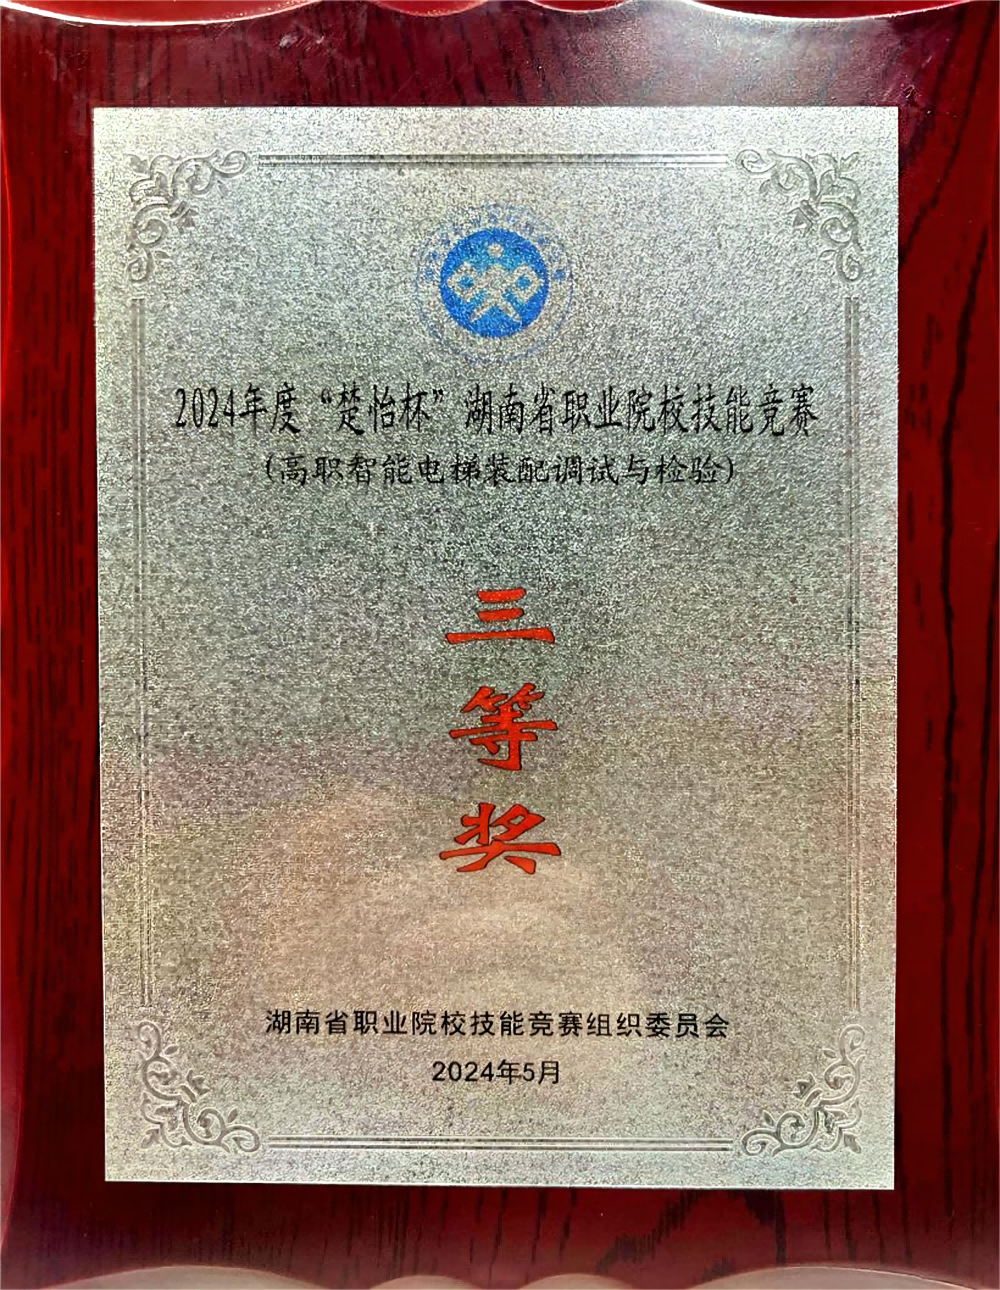 2024年度“楚怡杯”湖南省职业院校技能竞赛
(高职智能电梯装配调试与检验)
三
等
奖
湖南省职业院校技能竞赛组织委员会
2024年5月